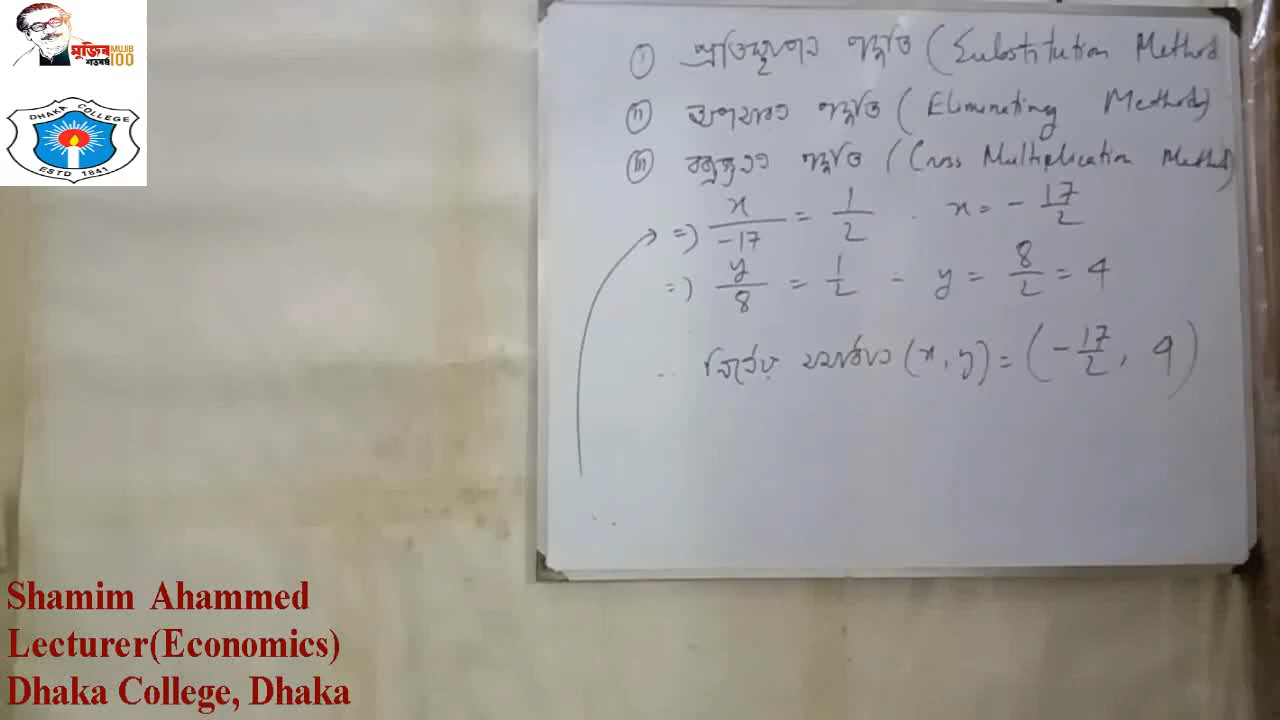 মুজিব MUJIB
শতবর্ষ 100
DHAKA COLLEGE
ESTD 1841
(i) প্রতিস্থাপন পদ্ধতি (Substitution Method
(ii) অপনয়ন পদ্ধতি (Eliminating Methods)
(iii) বজ্রগুণন পদ্ধতি (Cross Multiplication Method)
=) x/-17 = 1/2 . x = - 17/2
=) y/8 = 1/2 - y = 8/2 = 4
∴ নির্ণেয় সমাধান (x, y) = (-17/2, 4)
Shamim Ahammed
Lecturer(Economics)
Dhaka College, Dhaka